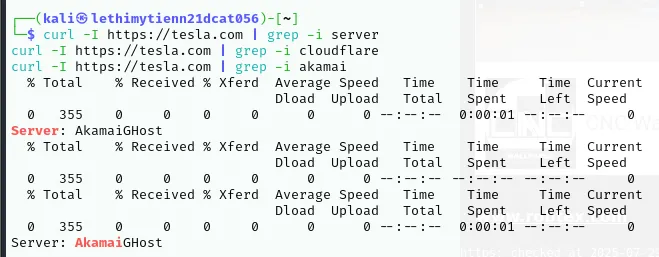 (kali㉿lethimytienn21dcat056)-[~]
$ curl -I https://tesla.com | grep -i server
curl -I https://tesla.com | grep -i cloudflare
curl -I https://tesla.com | grep -i akamai
% Total % Received % Xferd Average Speed Time Time Time Current
Dload Upload Total Spent Left Speed
0 355 0 0 0 0 0 0 --:--:-- 0:00:01 --:--:-- 0
Server: AkamaiGHost
% Total % Received % Xferd Average Speed Time Time Time Current
Dload Upload Total Spent Left Speed
0 355 0 0 0 0 0 0 --:--:-- --:--:-- --:--:-- 0
% Total % Received % Xferd Average Speed Time Time Time Current
Dload Upload Total Spent Left Speed
0 355 0 0 0 0 0 0 --:--:-- 0:00:01 --:--:-- 0
Server: AkamaiGHost